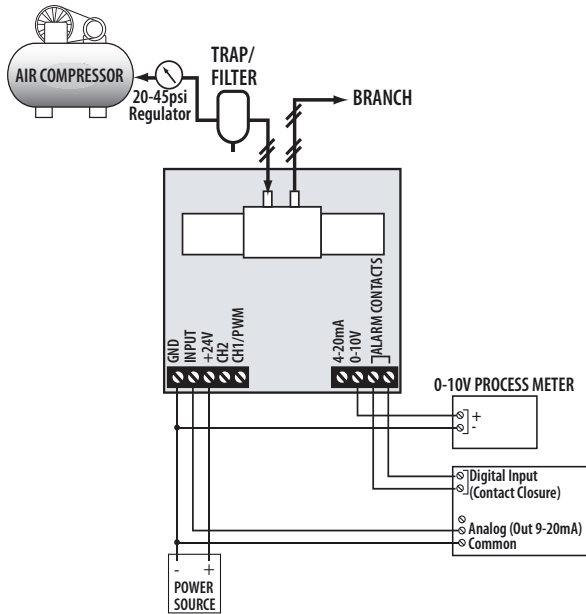 AIR COMPRESSOR
20-45psi
Regulator
TRAP/
FILTER
BRANCH
GND
INPUT
+24V
CH2
CH1/PWM
4-20mA
0-10V
ALARM CONTACTS
0-10V PROCESS METER
+
-
Digital Input
(Contact Closure)
Analog (Out 9-20mA)
Common
- +
POWER
SOURCE